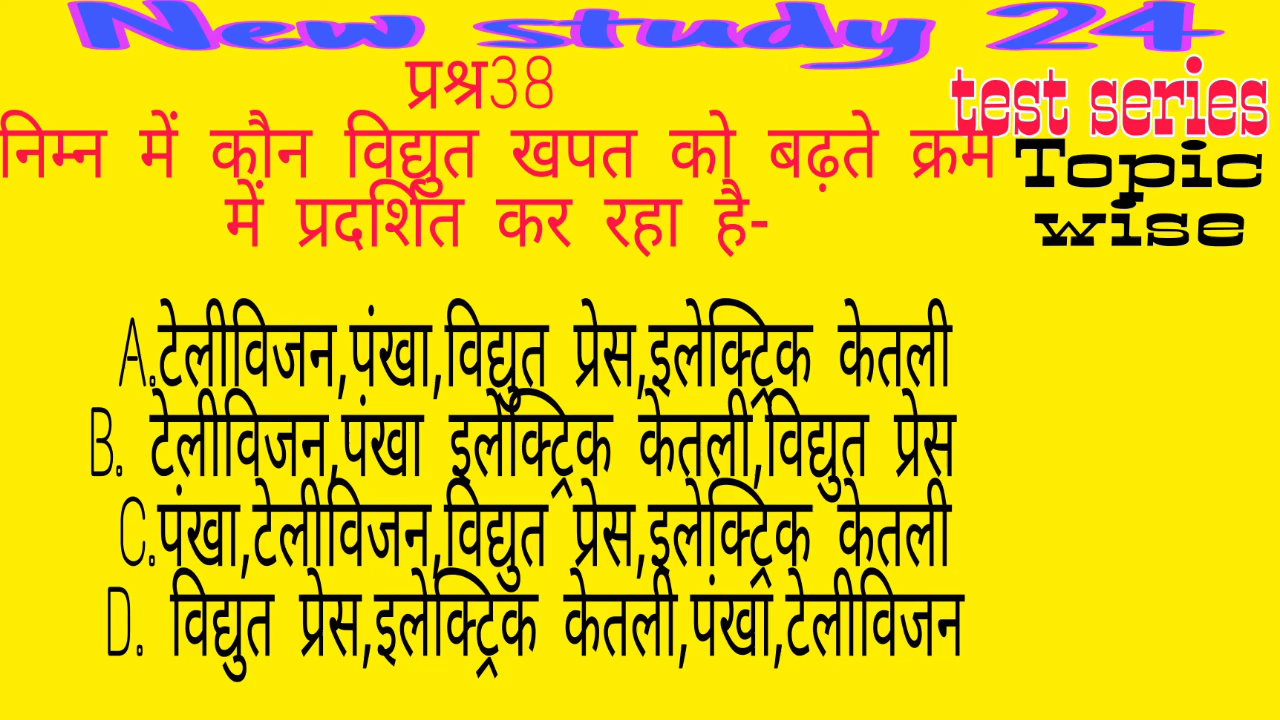 New study 24
प्रश्न38
test series
निम्न में कौन विद्युत खपत को बढ़ते क्रम
Topic
में प्रदर्शित कर रहा है-
wise
A.टेलीविजन,पंखा,विद्युत प्रेस,इलेक्ट्रिक केतली
B. टेलीविजन,पंखा इलेक्ट्रिक केतली,विद्युत प्रेस
C.पंखा,टेलीविजन,विद्युत प्रेस,इलेक्ट्रिक केतली
D. विद्युत प्रेस,इलेक्ट्रिक केतली,पंखा,टेलीविजन